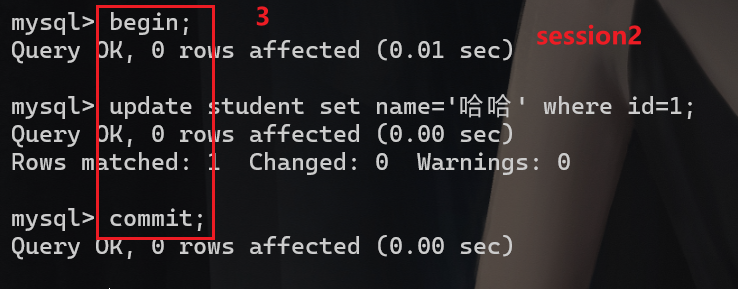 mysql> begin;
3
Query OK, 0 rows affected (0.01 sec)
session2
mysql> update student set name='哈哈' where id=1;
Query OK, 0 rows affected (0.00 sec)
Rows matched: 1  Changed: 0  Warnings: 0
mysql> commit;
Query OK, 0 rows affected (0.00 sec)